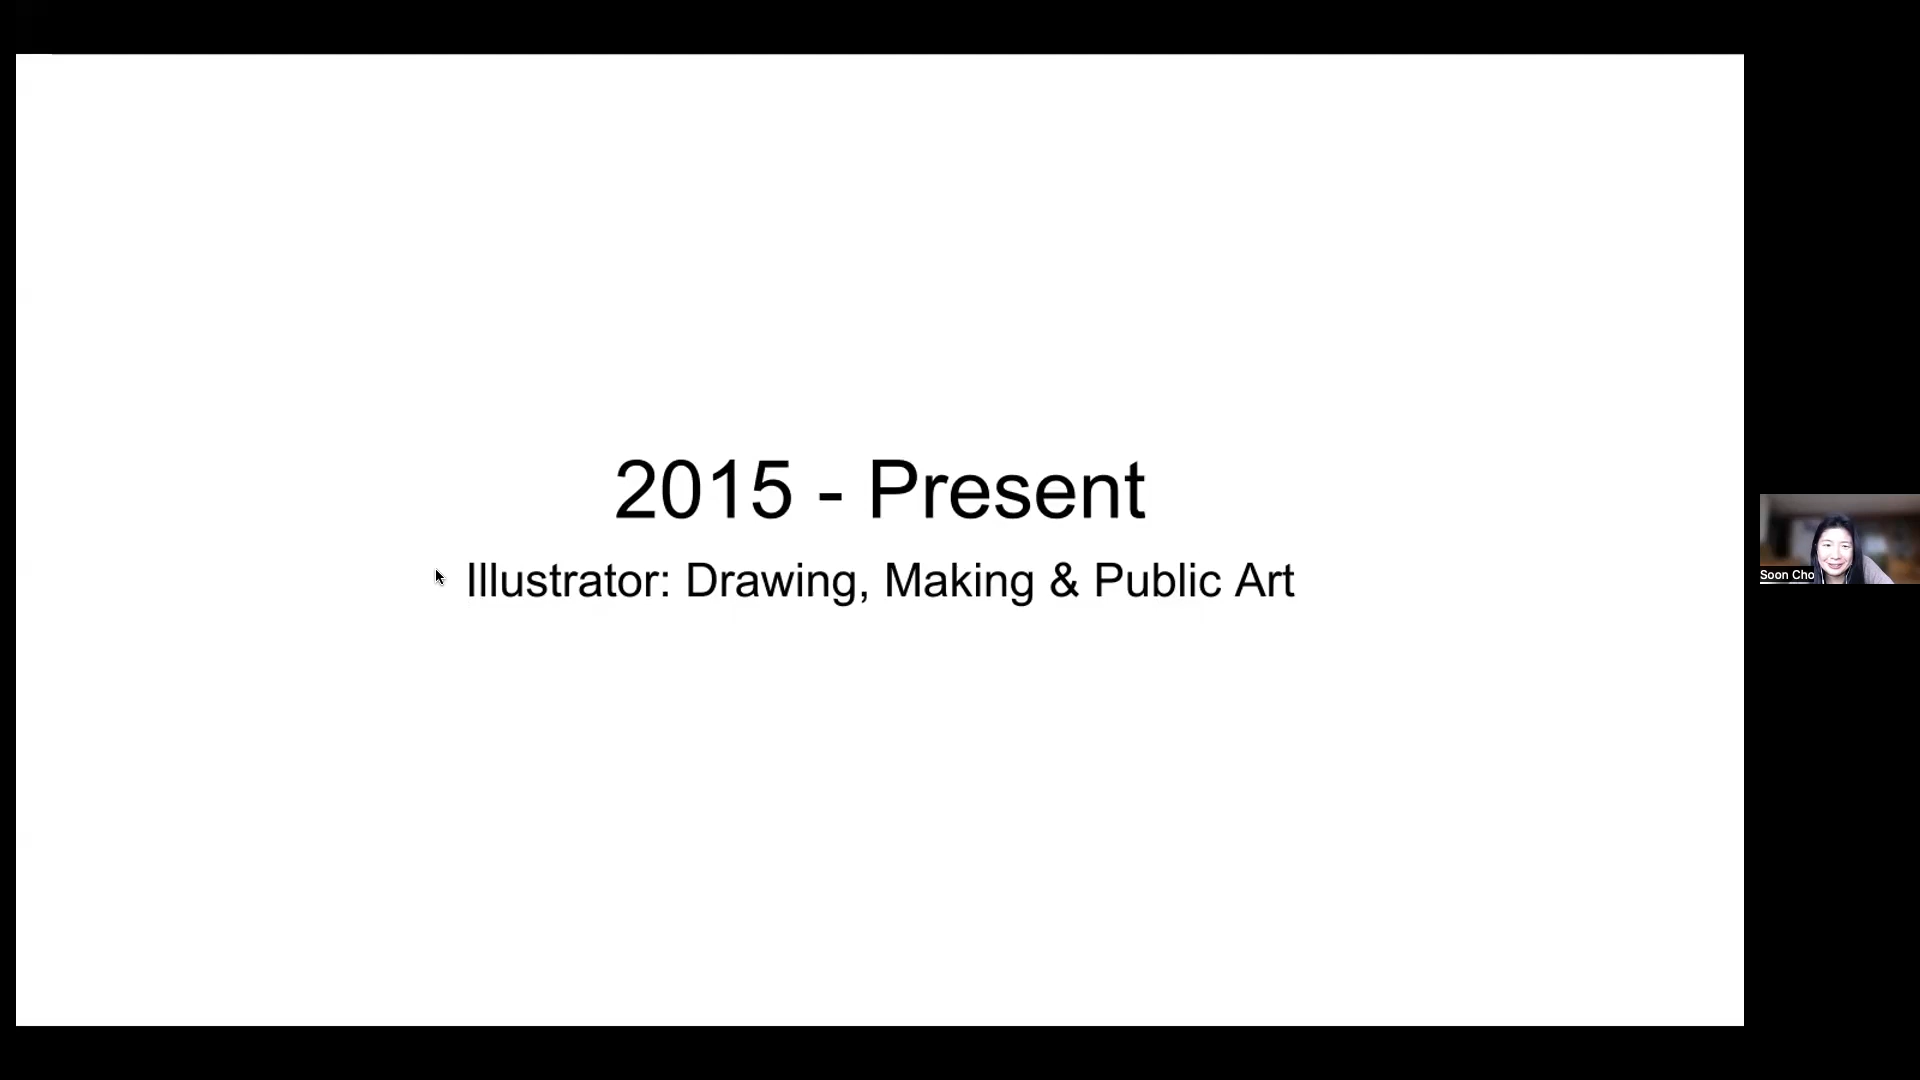 2015 - Present
Illustrator: Drawing, Making & Public Art
Soon Cho